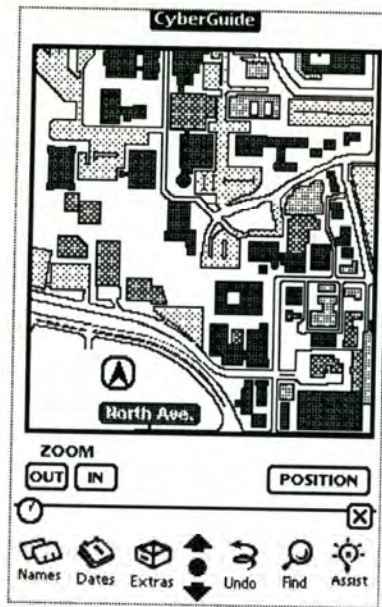 CyberGuide
North Ave.
ZOOM
OUT IN POSITION
Names Dates Extras Undo Find Assist